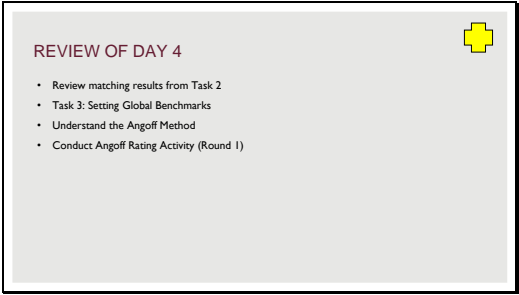 REVIEW OF DAY 4
• Review matching results from Task 2
• Task 3: Setting Global Benchmarks
• Understand the Angoff Method
• Conduct Angoff Rating Activity (Round 1)